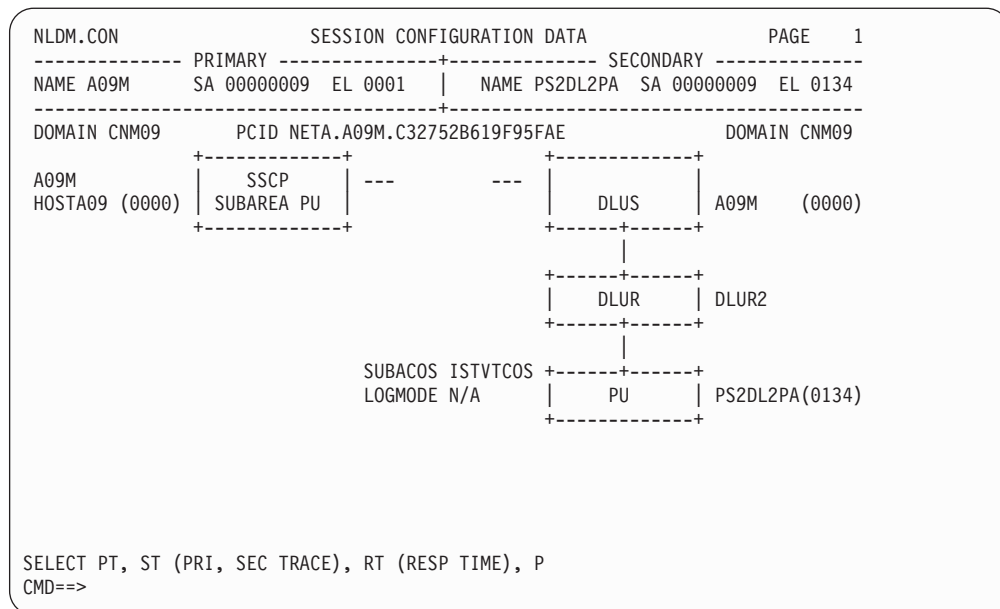 NLDM.CON SESSION CONFIGURATION DATA PAGE 1
-------------- PRIMARY ---------------+-------------- SECONDARY --------------
NAME A09M SA 00000009 EL 0001 | NAME PS2DL2PA SA 00000009 EL 0134
--------------------------------------+---------------------------------------
DOMAIN CNM09 PCID NETA.A09M.C32752B619F95FAE DOMAIN CNM09
+-------------+ +-------------+
A09M | SSCP | --- --- | |
HOSTA09 (0000) | SUBAREA PU | | DLUS | A09M (0000)
+-------------+ +------+------+
|
+------+------+
| DLUR | DLUR2
+------+------+
|
SUBACOS ISTVTCOS +------+------+
LOGMODE N/A | PU | PS2DL2PA(0134)
+-------------+
SELECT PT, ST (PRI, SEC TRACE), RT (RESP TIME), P
CMD==>